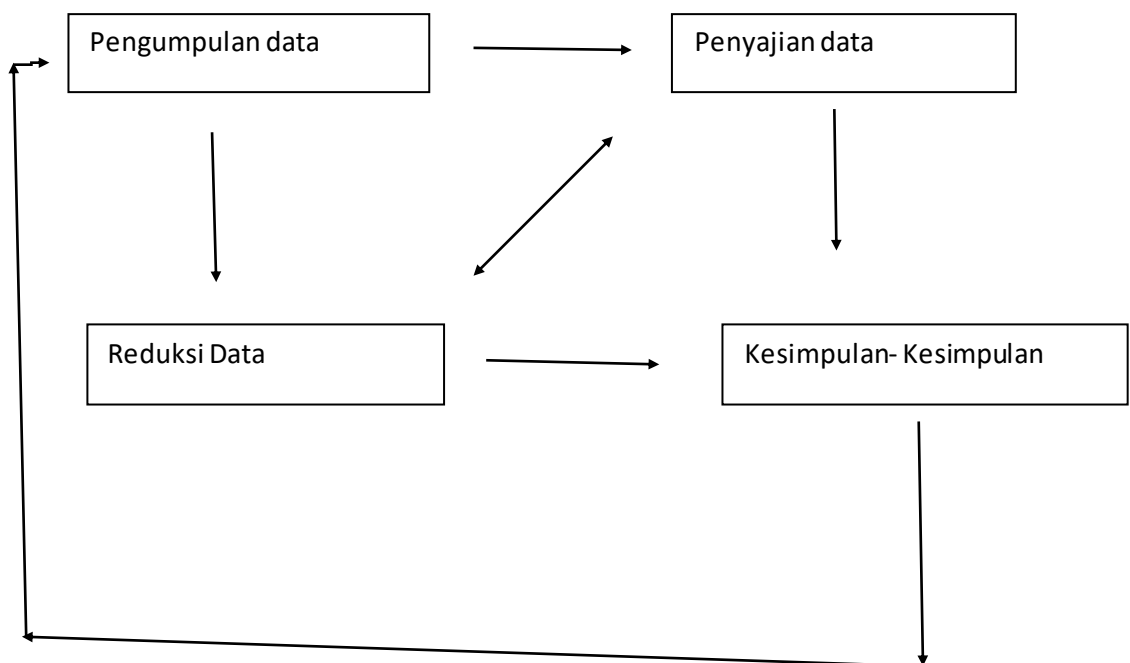 Pengumpulan data
Penyajian data
Reduksi Data
Kesimpulan- Kesimpulan